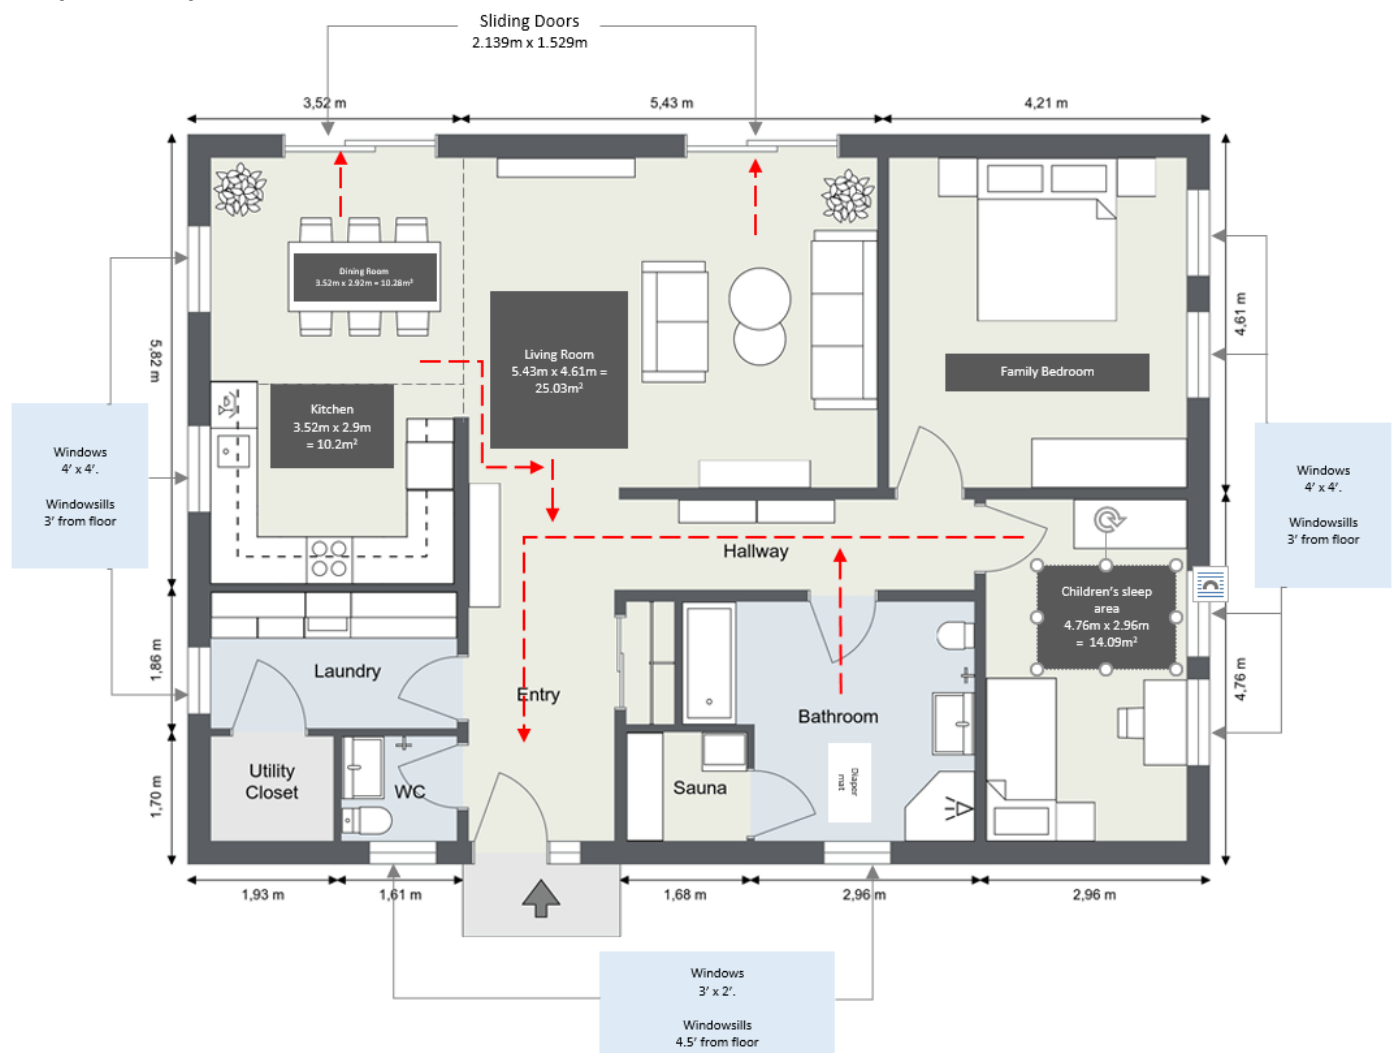 Sliding Doors
2.139m x 1.529m
3,52 m
5,43 m
4,21 m
Dining Room
3.52m x 2.92m = 10.28m²
Living Room
5.43m x 4.61m =
25.03m²
Family Bedroom
4,61 m
5,82 m
Kitchen
3.52m x 2.9m
= 10.2m²
Windows
4’ x 4’.
Windowsills
3’ from floor
Windows
4’ x 4’.
Windowsills
3’ from floor
Hallway
Children’s sleep
area
4.76m x 2.96m
= 14.09m²
1,86 m
Laundry
Entry
Bathroom
4,76 m
Utility
Closet
WC
Sauna
Diaper
mat
1,70 m
1,93 m
1,61 m
1,68 m
2,96 m
2,96 m
Windows
3’ x 2’.
Windowsills
4.5’ from floor